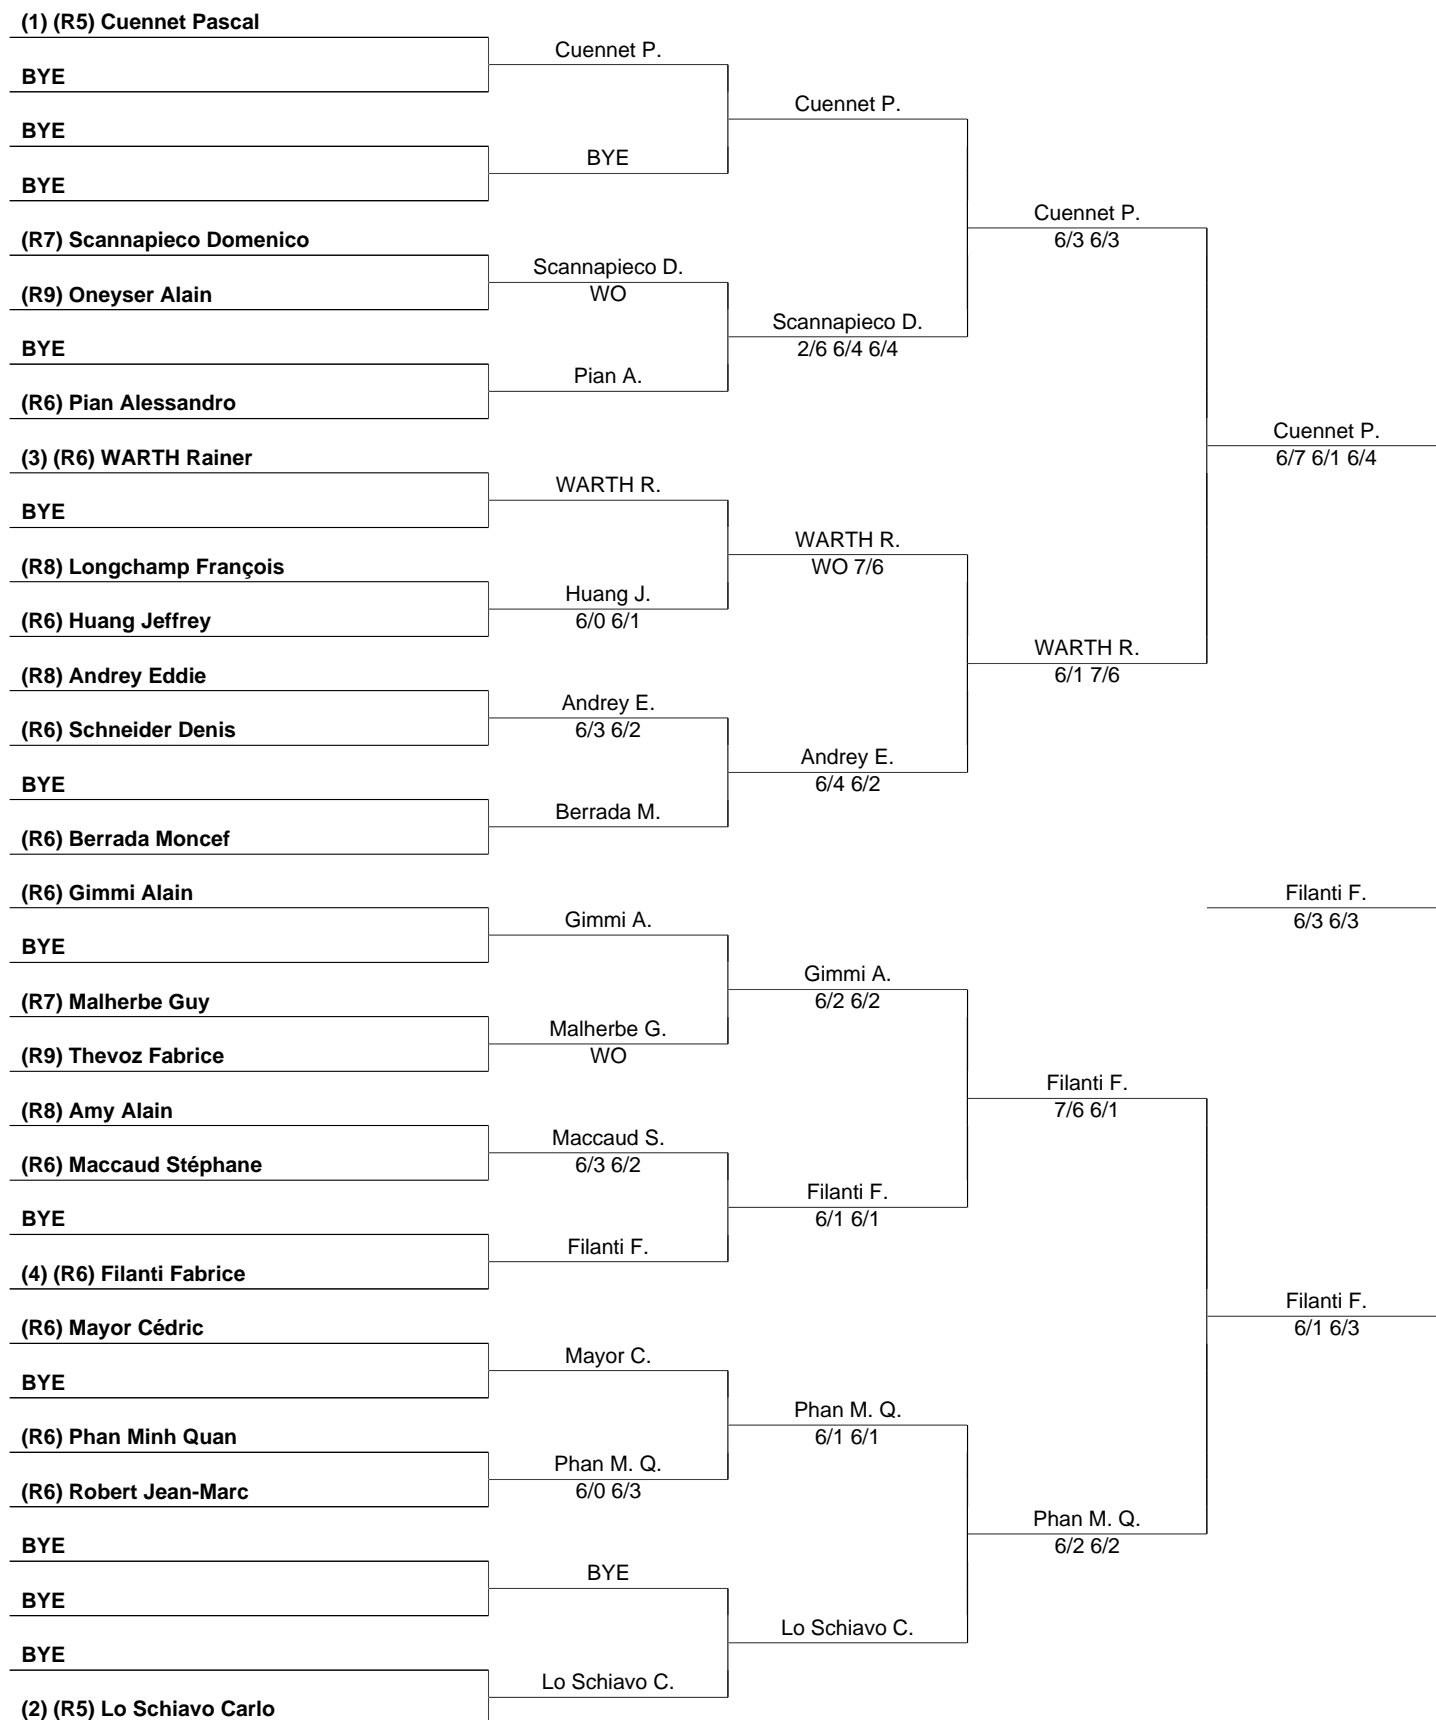 (1) (R5) Cuennet Pascal
BYE
BYE
BYE
(R7) Scannapieco Domenico
(R9) Oneyser Alain
BYE
(R6) Pian Alessandro
(3) (R6) WARTH Rainer
BYE
(R8) Longchamp François
(R6) Huang Jeffrey
(R8) Andrey Eddie
(R6) Schneider Denis
BYE
(R6) Berrada Moncef
(R6) Gimmi Alain
BYE
(R7) Malherbe Guy
(R9) Thevoz Fabrice
(R8) Amy Alain
(R6) Maccaud Stéphane
BYE
(4) (R6) Filanti Fabrice
(R6) Mayor Cédric
BYE
(R6) Phan Minh Quan
(R6) Robert Jean-Marc
BYE
BYE
BYE
(2) (R5) Lo Schiavo Carlo
Cuennet P.
BYE
Scannapieco D.
WO
Pian A.
WARTH R.
Huang J.
6/0 6/1
Andrey E.
6/3 6/2
Berrada M.
Gimmi A.
Malherbe G.
WO
Maccaud S.
6/3 6/2
Filanti F.
Mayor C.
Phan M. Q.
6/0 6/3
BYE
Lo Schiavo C.
Cuennet P.
Scannapieco D.
2/6 6/4 6/4
WARTH R.
WO 7/6
Andrey E.
6/4 6/2
Gimmi A.
6/2 6/2
Filanti F.
6/1 6/1
Phan M. Q.
6/1 6/1
Lo Schiavo C.
Cuennet P.
6/3 6/3
WARTH R.
6/1 7/6
Filanti F.
7/6 6/1
Phan M. Q.
6/2 6/2
Cuennet P.
6/7 6/1 6/4
Filanti F.
6/3 6/3
Filanti F.
6/1 6/3